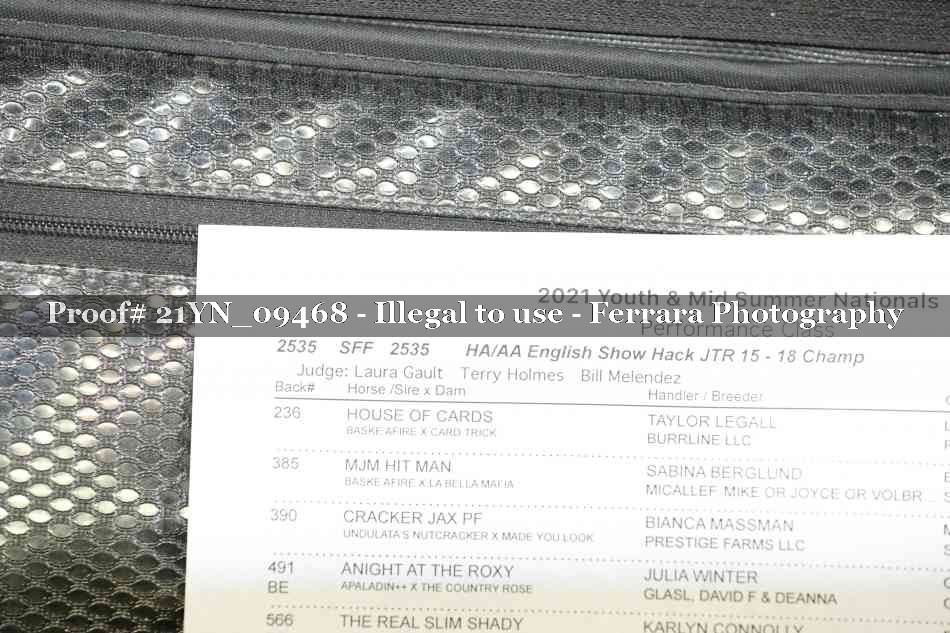 2021 Youth & Mid Summer Nationals
Proof# 21YN_09468 - Illegal to use - Ferrara Photography
Performance Class
2535 SFF 2535 HA/AA English Show Hack JTR 15 - 18 Champ
Judge: Laura Gault Terry Holmes Bill Melendez
Back# Horse /Sire x Dam Handler / Breeder
236 HOUSE OF CARDS TAYLOR LEGALL
BASKE AFIRE X CARD TRICK BURRLINE LLC
385 MJM HIT MAN SABINA BERGLUND
BASKE AFIRE X LA BELLA MAFIA MICALLEF MIKE OR JOYCE OR VOLBR...
390 CRACKER JAX PF BIANCA MASSMAN
UNDULATA'S NUTCRACKER X MADE YOU LOOK PRESTIGE FARMS LLC
491 ANIGHT AT THE ROXY JULIA WINTER
BE APALADIN++ X THE COUNTRY ROSE GLASL, DAVID F & DEANNA
566 THE REAL SLIM SHADY KARLYN CONNOLLY